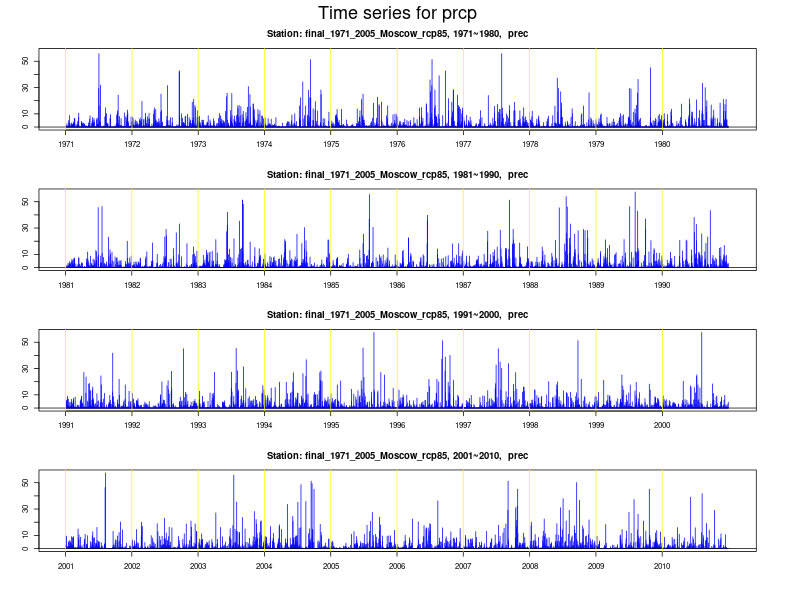 Time series for prcp
Station: final_1971_2005_Moscow_rcp85, 1971~1980, prec
50
30
10
0
1971 1972 1973 1974 1975 1976 1977 1978 1979 1980
Station: final_1971_2005_Moscow_rcp85, 1981~1990, prec
50
30
10
0
1981 1982 1983 1984 1985 1986 1987 1988 1989 1990
Station: final_1971_2005_Moscow_rcp85, 1991~2000, prec
50
30
10
0
1991 1992 1993 1994 1995 1996 1997 1998 1999 2000
Station: final_1971_2005_Moscow_rcp85, 2001~2010, prec
50
30
10
0
2001 2002 2003 2004 2005 2006 2007 2008 2009 2010